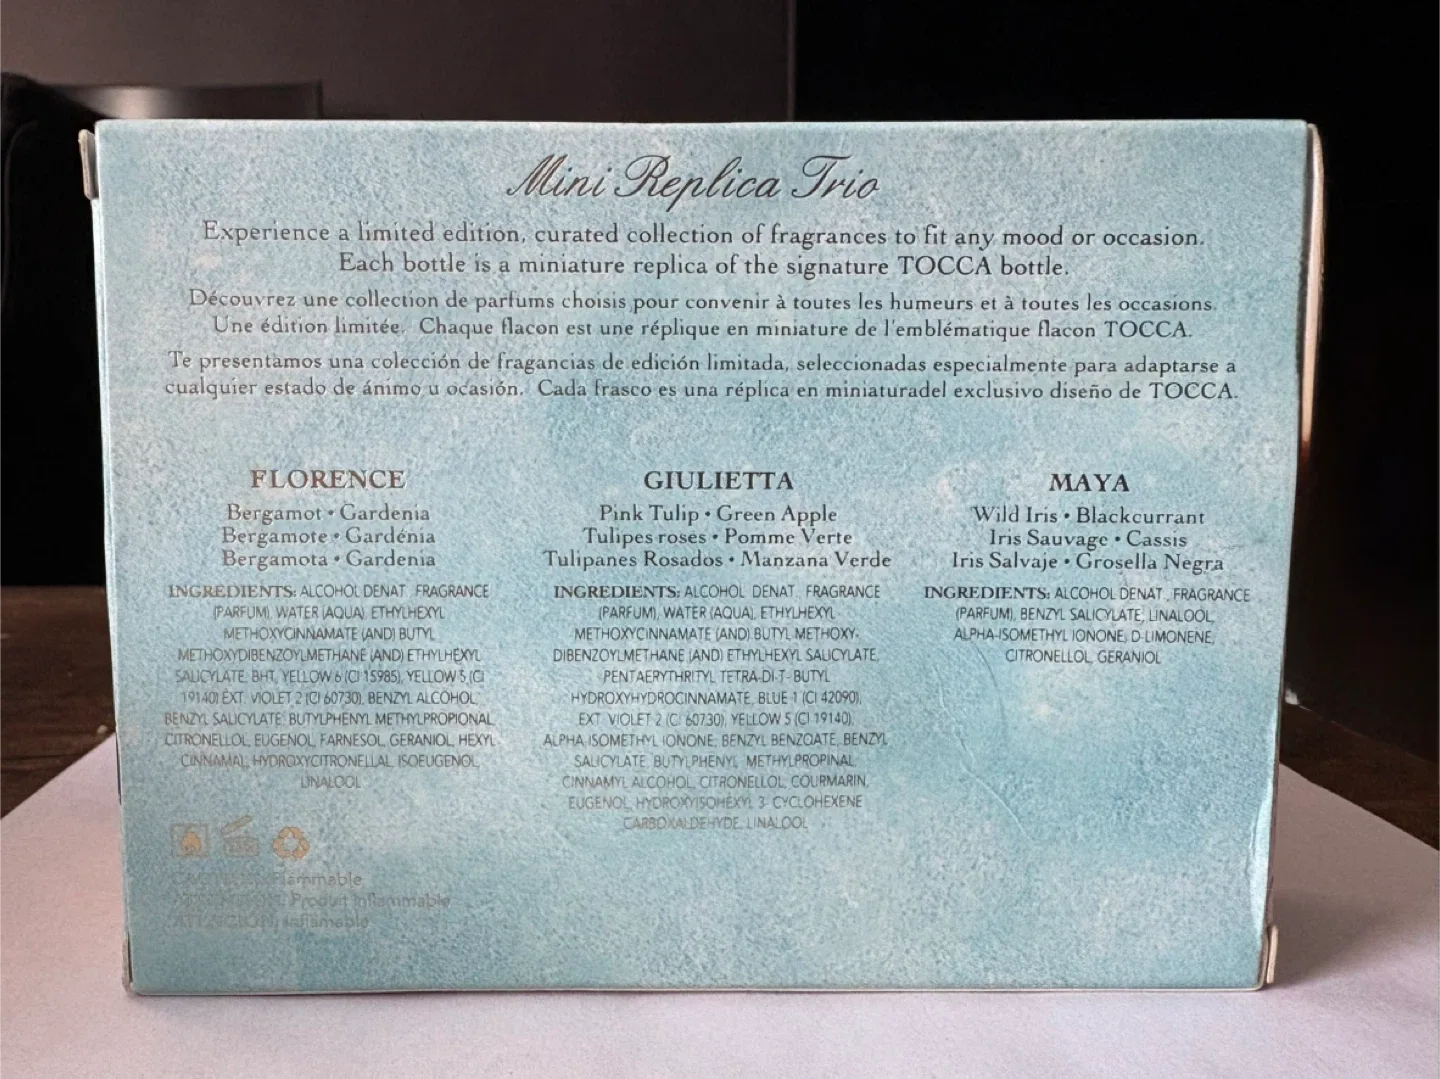 Mini Replica Trio
Experience a limited edition, curated collection of fragrances to fit any mood or occasion.
Each bottle is a miniature replica of the signature TOCCA bottle.
Découvrez une collection de parfums choisis pour convenir à toutes les humeurs et à toutes les occasions.
Une édition limitée. Chaque flacon est une réplique en miniature de l'emblématique flacon TOCCA.
Te presentamos una colección de fragancias de edición limitada, seleccionadas especialmente para adaptarse a
cualquier estado de ánimo u ocasión. Cada frasco es una réplica en miniaturadel exclusivo diseño de TOCCA.
FLORENCE
Bergamot • Gardenia
Bergamote • Gardénia
Bergamota • Gardenia
INGREDIENTS: ALCOHOL DENAT, FRAGRANCE
(PARFUM), WATER (AQUA), ETHYLHEXYL
METHOXYCINNAMATE (AND) BUTYL
METHOXYDIBENZOYLMETHANE (AND) ETHYLHEXYL
SALICYLATE, BHT, YELLOW 6 (CI 15985), YELLOW 5 (CI
19140) EXT. VIOLET 2 (CI 60730), BENZYL ALCOHOL,
BENZYL SALICYLATE, BUTYLPHENYL METHYLPROPIONAL,
CITRONELLOL, EUGENOL, FARNESOL, GERANIOL, HEXYL
CINNAMAL, HYDROXYCITRONELLAL, ISOEUGENOL,
LINALOOL
GIULIETTA
Pink Tulip • Green Apple
Tulipes roses • Pomme Verte
Tulipanes Rosados • Manzana Verde
INGREDIENTS: ALCOHOL DENAT, FRAGRANCE
(PARFUM), WATER (AQUA), ETHYLHEXYL
METHOXYCINNAMATE (AND) BUTYL METHOXY-
DIBENZOYLMETHANE (AND) ETHYLHEXYL SALICYLATE,
PENTAERYTHRITYL TETRA-DI-T- BUTYL
HYDROXYHYDROCINNAMATE, BLUE 1 (CI 42090),
EXT. VIOLET 2 (CI 60730), YELLOW 5 (CI 19140),
ALPHA-ISOMETHYL IONONE, BENZYL BENZOATE, BENZYL
SALICYLATE, BUTYLPHENYL METHYLPROPINAL,
CINNAMYL ALCOHOL, CITRONELLOL, COURMARIN,
EUGENOL, HYDROXYISOHEXYL 3- CYCLOHEXENE
CARBOXALDEHYDE, LINALOOL
MAYA
Wild Iris • Blackcurrant
Iris Sauvage • Cassis
Iris Salvaje • Grosella Negra
INGREDIENTS: ALCOHOL DENAT, FRAGRANCE
(PARFUM), BENZYL SALICYLATE, LINALOOL,
ALPHA-ISOMETHYL IONONE, D-LIMONENE,
CITRONELLOL, GERANIOL
Flammable
Produit Inflammable
Inflamable